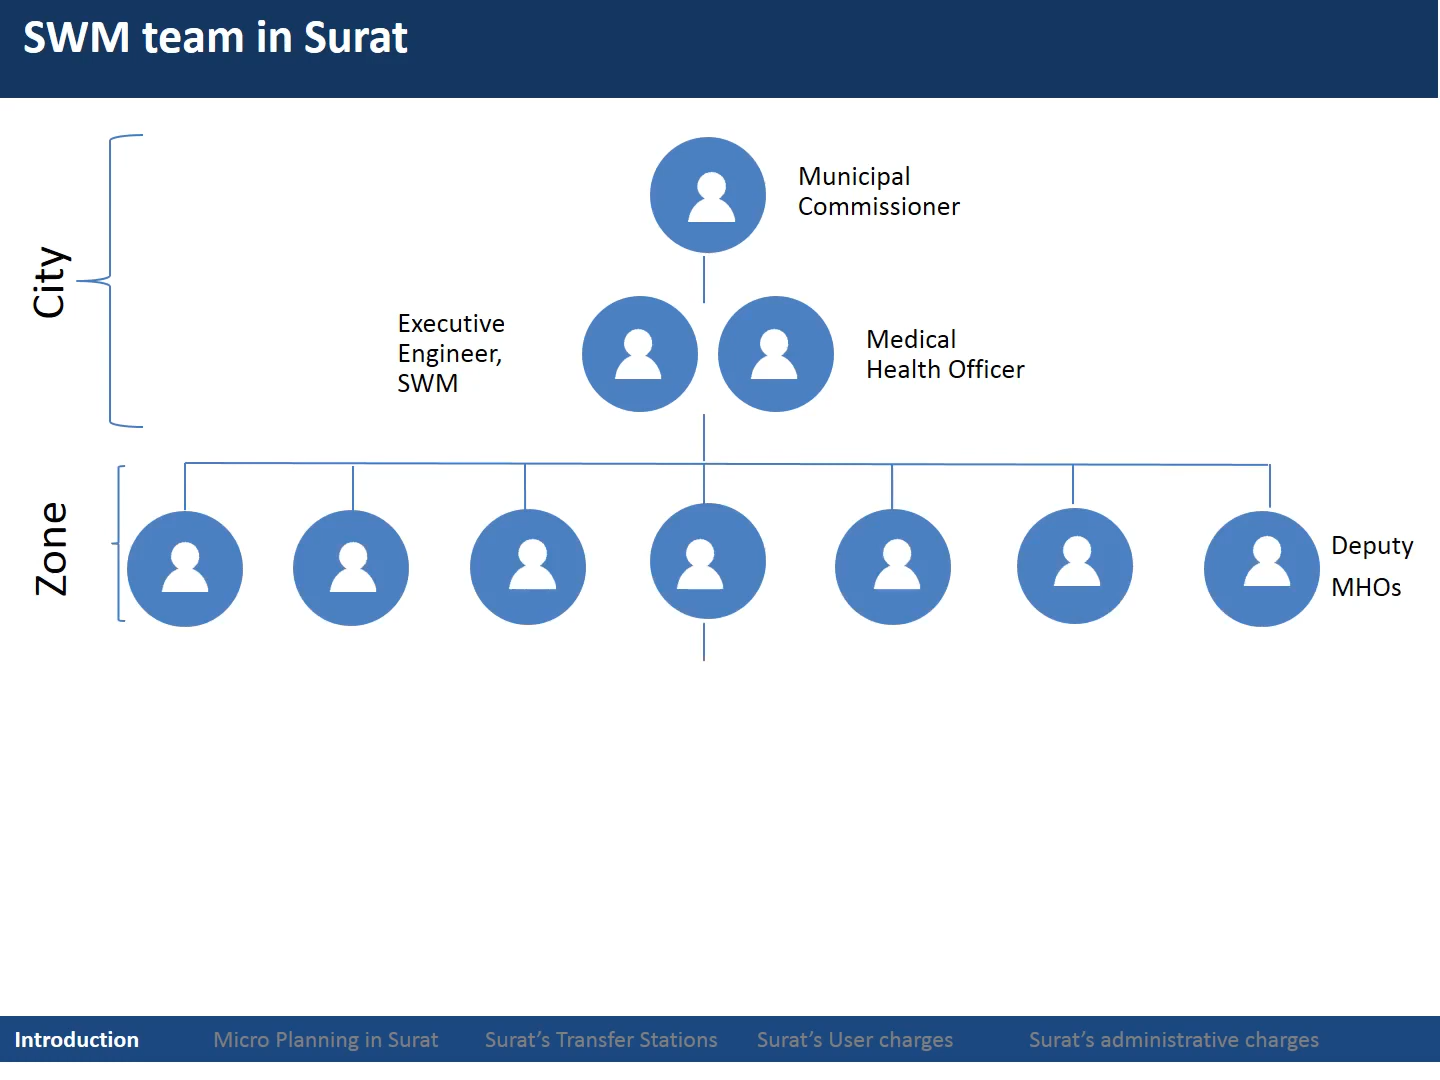 SWM team in Surat
City
Municipal
Commissioner
Executive
Engineer,
SWM
Medical
Health Officer
Zone
Deputy
MHOs
Introduction
Micro Planning in Surat
Surat’s Transfer Stations
Surat’s User charges
Surat’s administrative charges